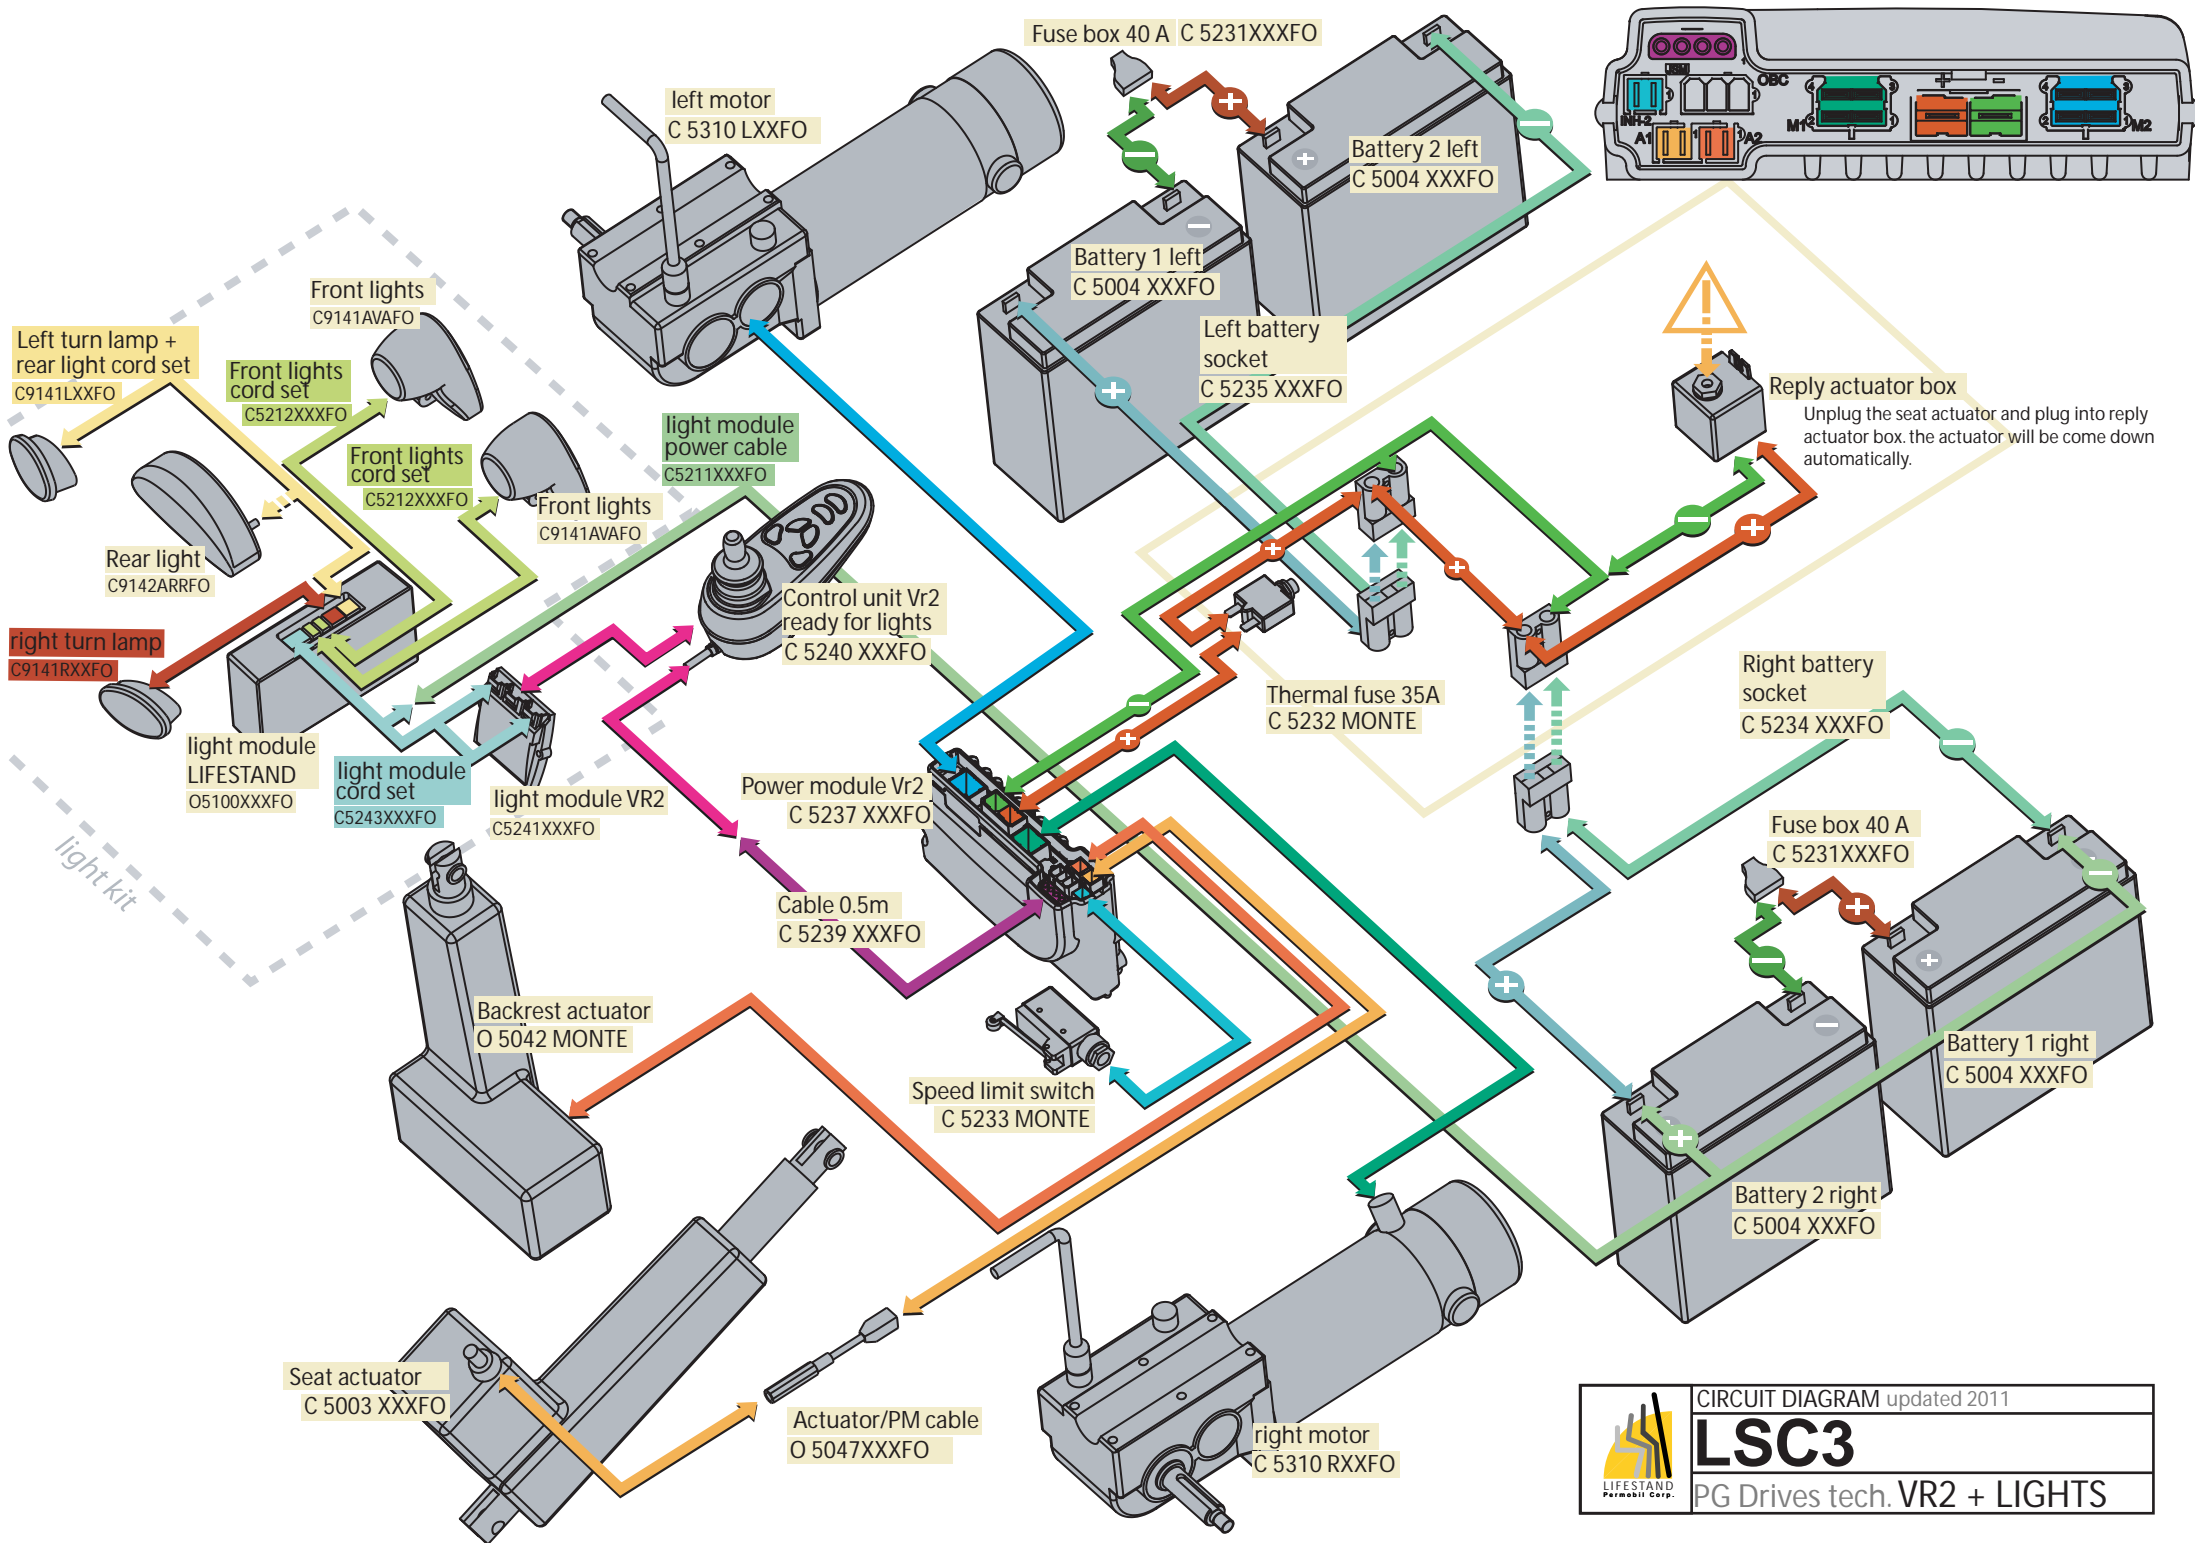 Fuse box 40 A C 5231XXXFO
left motor
C 5310 LXXFO
Battery 2 left
C 5004 XXXFO
Battery 1 left
C 5004 XXXFO
Left battery
socket
C 5235 XXXFO
OBC
INH-2
A1
A2
M1
M2
Reply actuator box
Unplug the seat actuator and plug into reply
actuator box. the actuator will be come down
automatically.
Front lights
C9141AVAFO
Left turn lamp +
rear light cord set
C9141LXXFO
Front lights
cord set
C5212XXXFO
Front lights
cord set
C5212XXXFO
light module
power cable
C5211XXXFO
Front lights
C9141AVAFO
Rear light
C9142ARRFO
right turn lamp
C9141RXXFO
Control unit Vr2
ready for lights
C 5240 XXXFO
light module
LIFESTAND
O5100XXXFO
light module
cord set
C5243XXXFO
light module VR2
C5241XXXFO
light kit
Thermal fuse 35A
C 5232 MONTE
Right battery
socket
C 5234 XXXFO
Power module Vr2
C 5237 XXXFO
Fuse box 40 A
C 5231XXXFO
Cable 0.5m
C 5239 XXXFO
Backrest actuator
O 5042 MONTE
Speed limit switch
C 5233 MONTE
Battery 1 right
C 5004 XXXFO
Battery 2 right
C 5004 XXXFO
Seat actuator
C 5003 XXXFO
Actuator/PM cable
O 5047XXXFO
right motor
C 5310 RXXFO
CIRCUIT DIAGRAM updated 2011
LSC3
PG Drives tech. VR2 + LIGHTS
LIFESTAND
Permobil Corp.